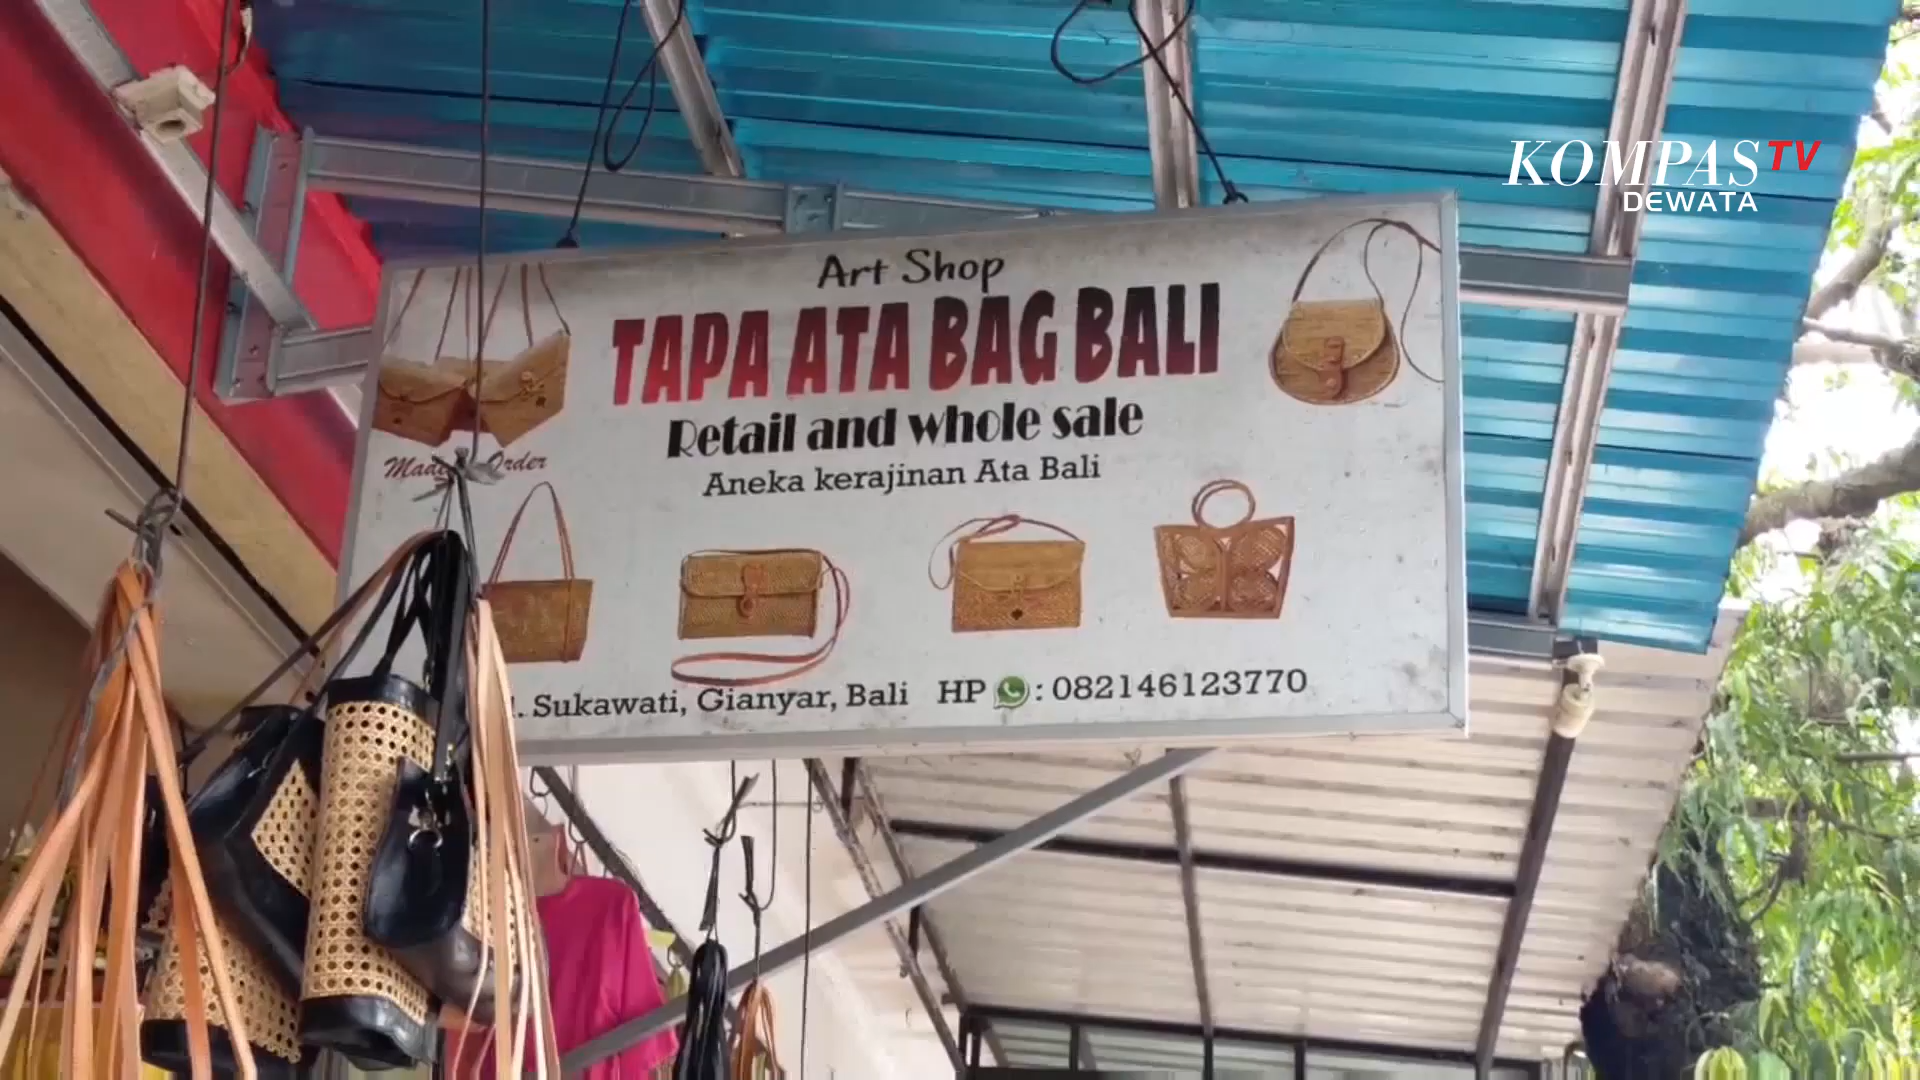 KOMPAS TV
DEWATA
Art Shop
TAPA ATA BAG BALI
Retail and whole sale
Aneka kerajinan Ata Bali
Order
Sukawati, Gianyar, Bali HP : 082146123770